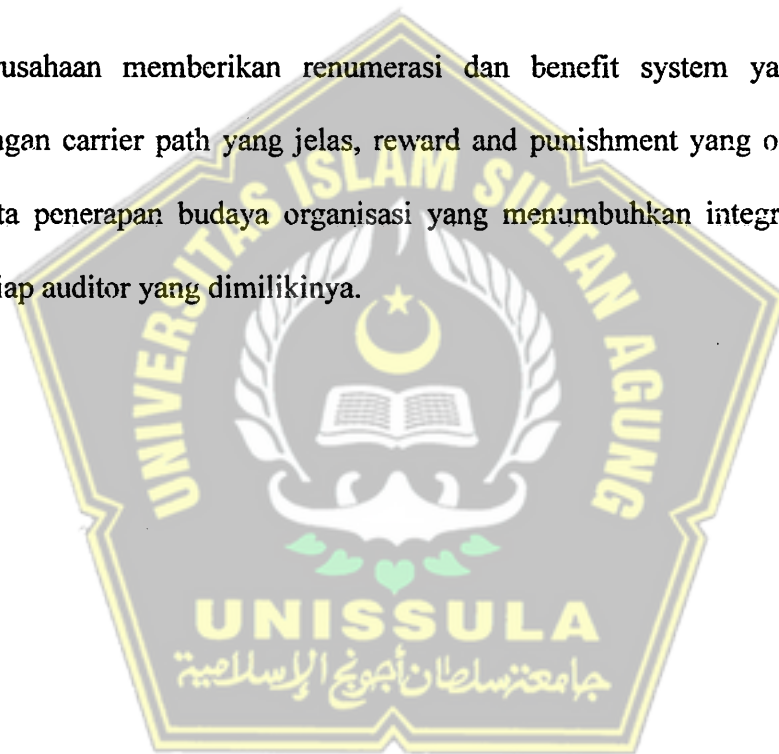 rusahaan memberikan renumerasi dan benefit system ya
ngan carrier path yang jelas, reward and punishment yang o
ta penerapan budaya organisasi yang menumbuhkan integr
iap auditor yang dimilikinya.
UNIVERSITAS ISLAM SULTAN AGUNG
UNISSULA
جامعة سلطان أجونج الإسلامية